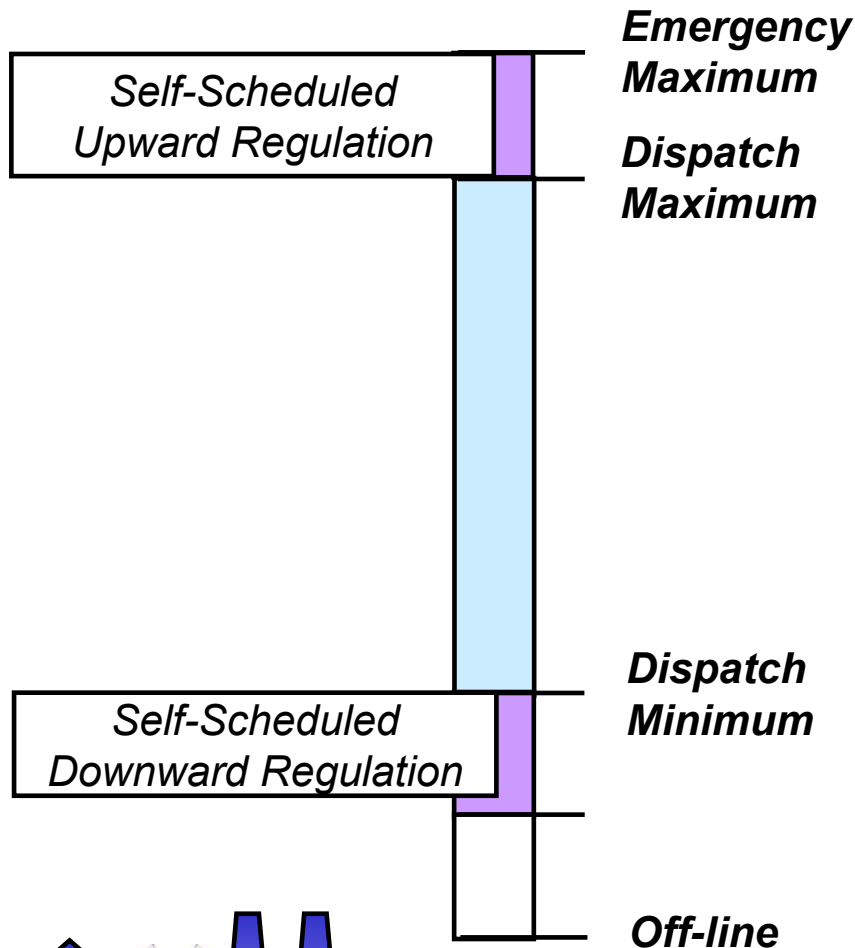 Emergency
Maximum
Self-Scheduled
Upward Regulation
Dispatch
Maximum
Dispatch
Minimum
Self-Scheduled
Downward Regulation
Off-line